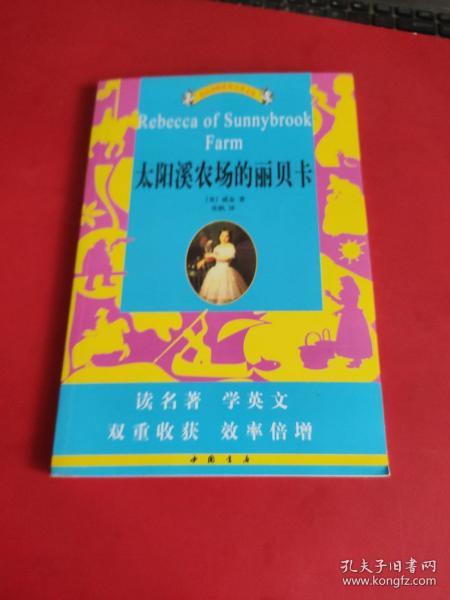 Rebecca of Sunnybrook
Farm
太阳溪农场的丽贝卡
读名著 学英文
双重收获 效率倍增
中国书店
孔夫子旧书网
www.kongfz.com